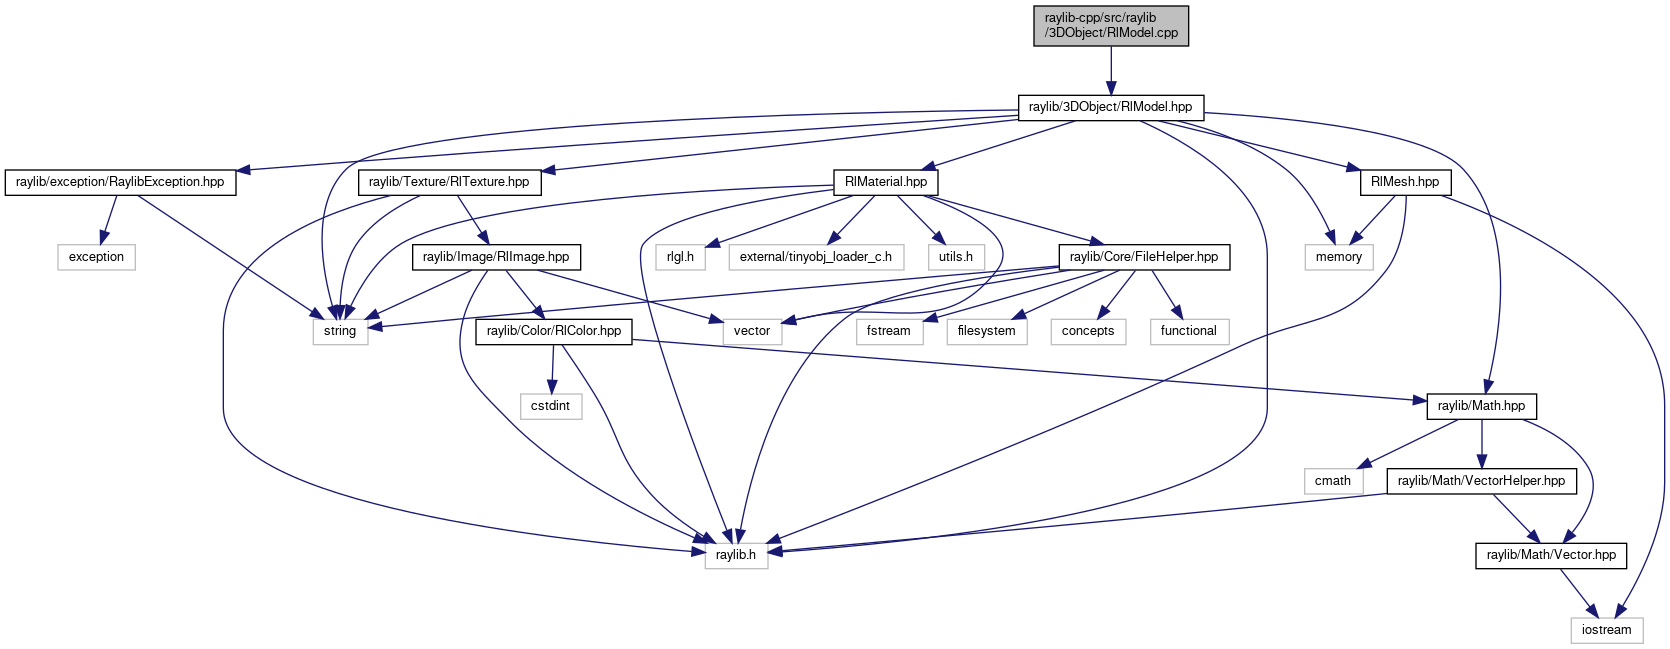 raylib-cpp/src/raylib
/3DObject/RlModel.cpp
raylib/3DObject/RlModel.hpp
raylib/exception/RaylibException.hpp
raylib/Texture/RlTexture.hpp
RlMaterial.hpp
RlMesh.hpp
exception
raylib/Image/RlImage.hpp
rlgl.h
external/tinyobj_loader_c.h
utils.h
raylib/Core/FileHelper.hpp
memory
string
raylib/Color/RlColor.hpp
vector
fstream
filesystem
concepts
functional
cstdint
raylib/Math.hpp
cmath
raylib/Math/VectorHelper.hpp
raylib.h
raylib/Math/Vector.hpp
iostream